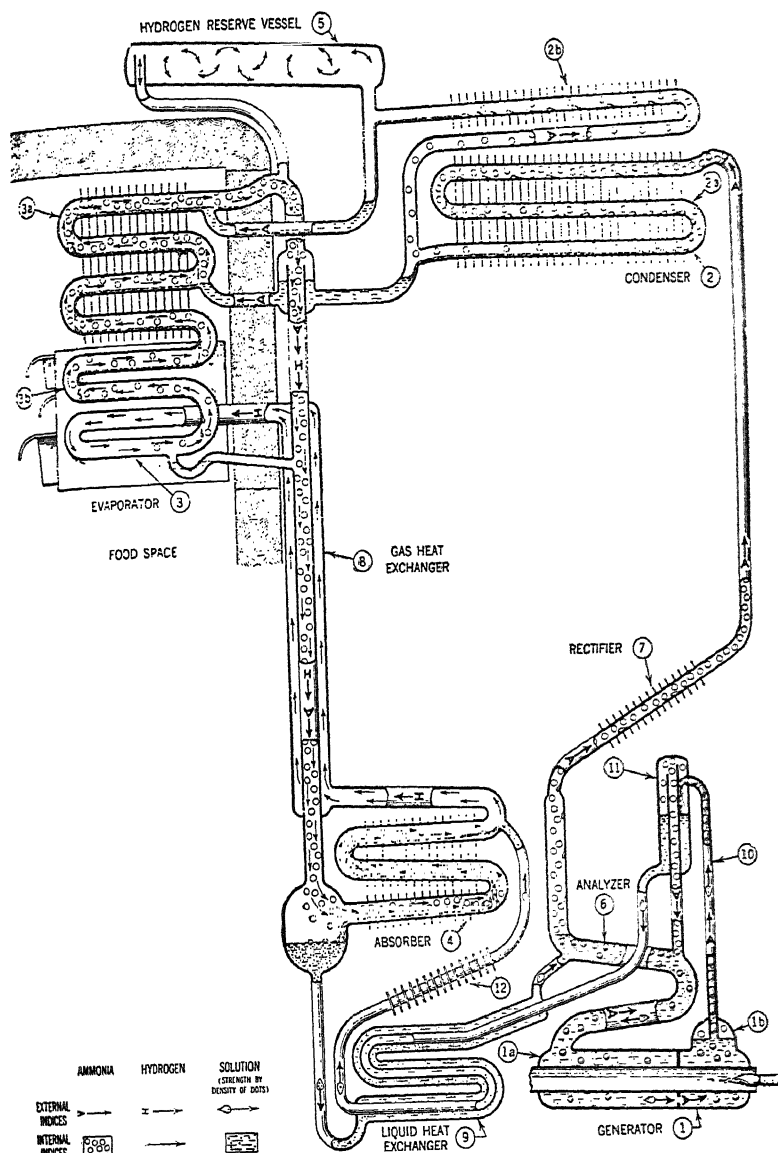 HYDROGEN RESERVE VESSEL 5
2b
3a
2a
CONDENSER 2
3b
H
H
EVAPORATOR 3
FOOD SPACE
8 GAS HEAT
EXCHANGER
RECTIFIER 7
H
11
H
10
ANALYZER
6
ABSORBER 4
12
1b
1a
AMMONIA HYDROGEN SOLUTION
(STRENGTH BY
DENSITY OF DOTS)
EXTERNAL
INDICES
H
INTERNAL
INDICES
LIQUID HEAT
EXCHANGER 9
GENERATOR 1